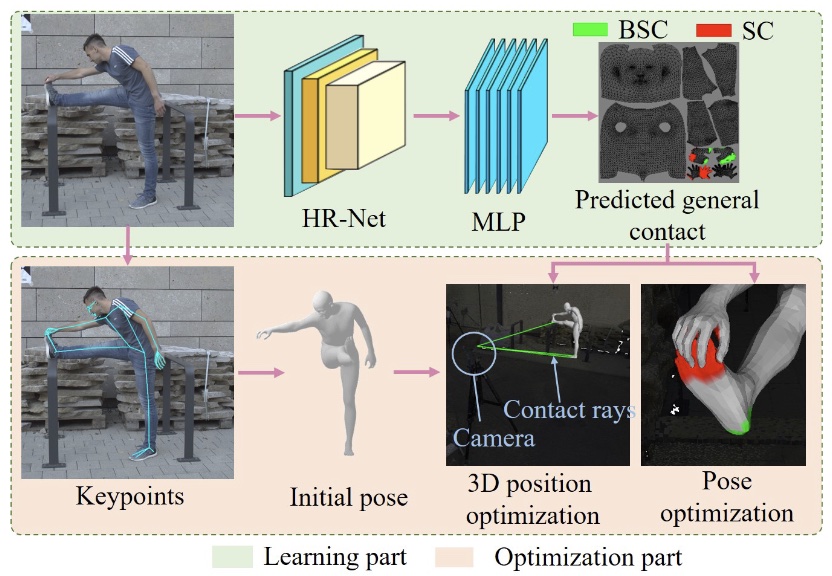 BSC SC
HR-Net
MLP
Predicted general
contact
Contact rays
Camera
Keypoints
Initial pose
3D position
optimization
Pose
optimization
Learning part
Optimization part